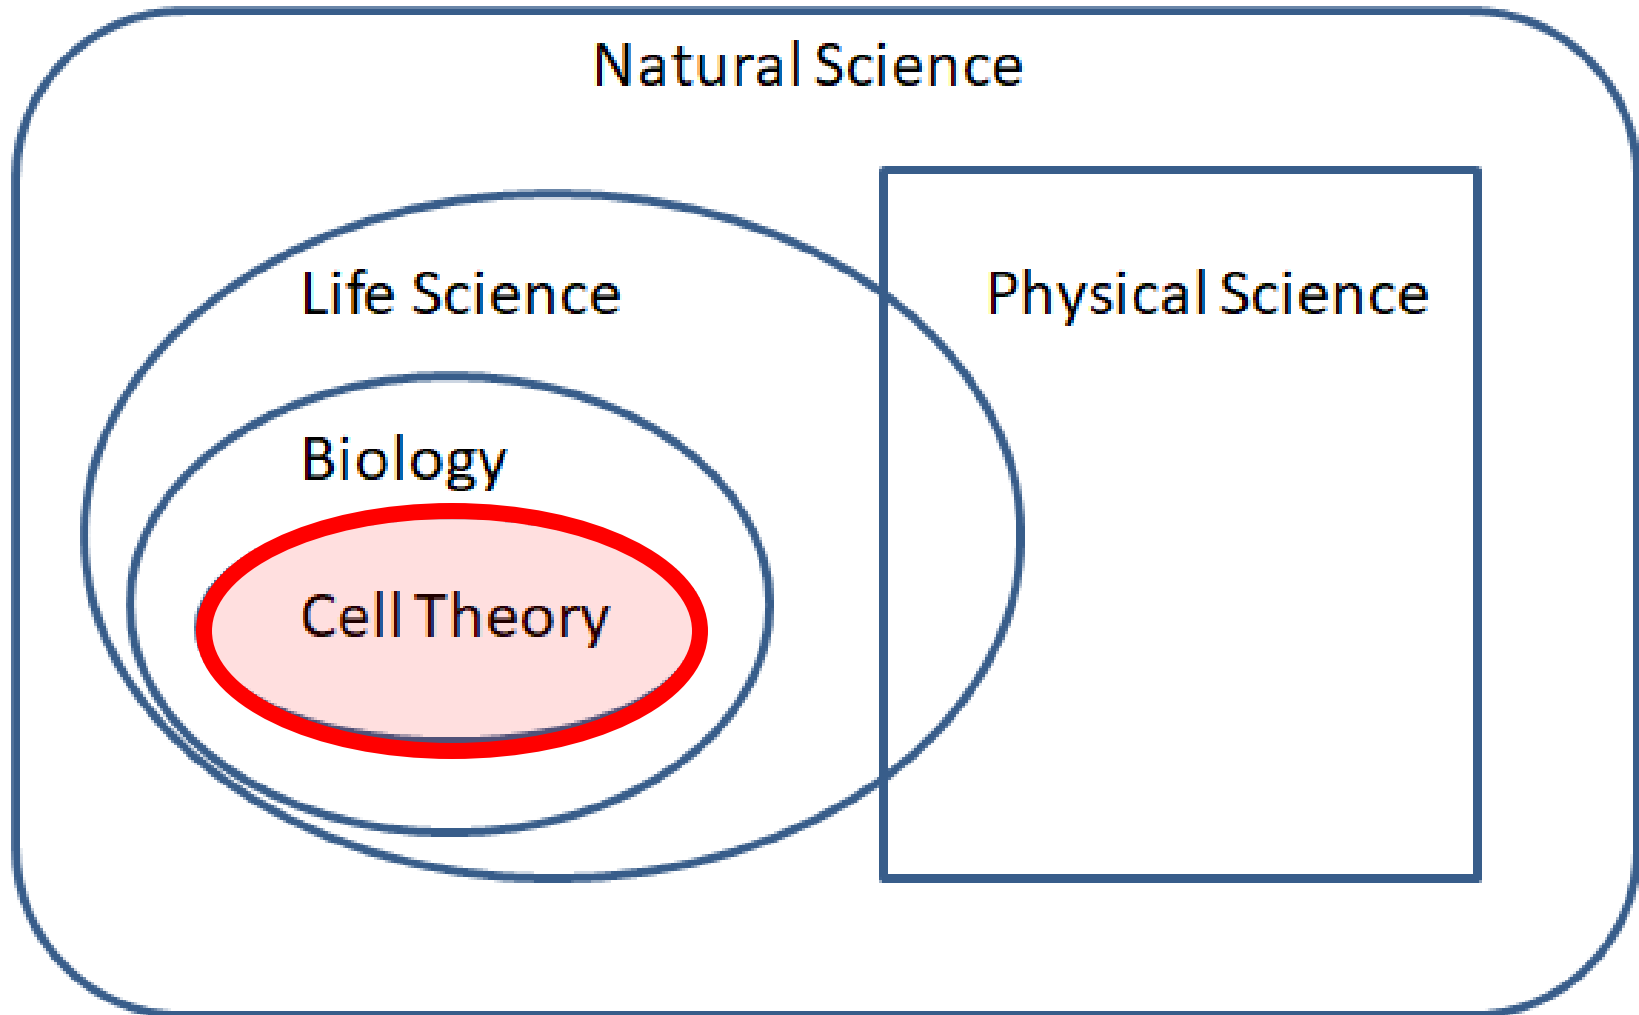 Natural Science
Life Science
Physical Science
Biology
Cell Theory